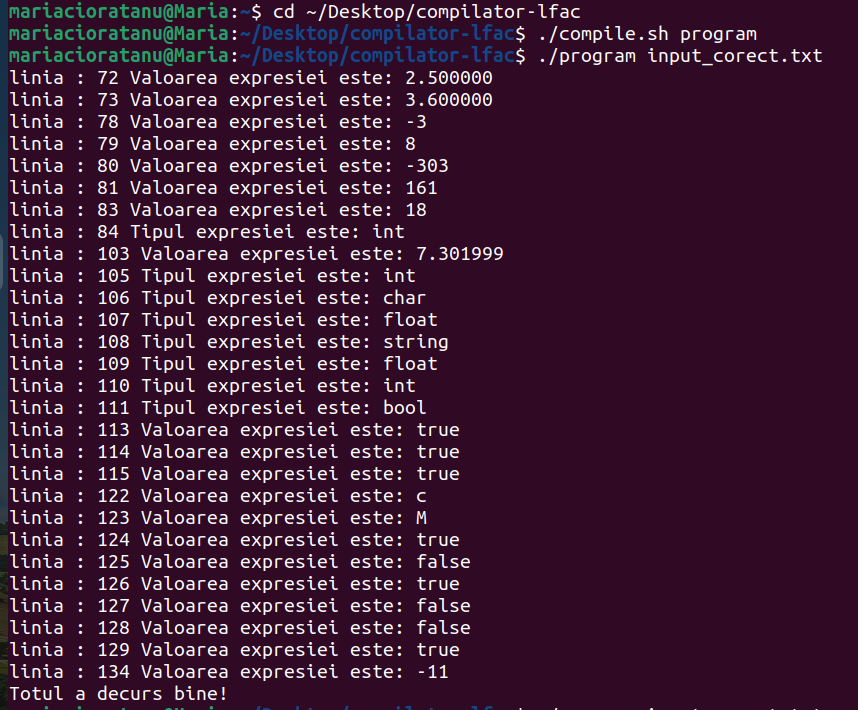 mariacioratanu@Maria:~$ cd ~/Desktop/compilator-lfac
mariacioratanu@Maria:~/Desktop/compilator-lfac$ ./compile.sh program
mariacioratanu@Maria:~/Desktop/compilator-lfac$ ./program input_corect.txt
linia : 72 Valoarea expresiei este: 2.500000
linia : 73 Valoarea expresiei este: 3.600000
linia : 78 Valoarea expresiei este: -3
linia : 79 Valoarea expresiei este: 8
linia : 80 Valoarea expresiei este: -303
linia : 81 Valoarea expresiei este: 161
linia : 83 Valoarea expresiei este: 18
linia : 84 Tipul expresiei este: int
linia : 103 Valoarea expresiei este: 7.301999
linia : 105 Tipul expresiei este: int
linia : 106 Tipul expresiei este: char
linia : 107 Tipul expresiei este: float
linia : 108 Tipul expresiei este: string
linia : 109 Tipul expresiei este: float
linia : 110 Tipul expresiei este: int
linia : 111 Tipul expresiei este: bool
linia : 113 Valoarea expresiei este: true
linia : 114 Valoarea expresiei este: true
linia : 115 Valoarea expresiei este: true
linia : 122 Valoarea expresiei este: c
linia : 123 Valoarea expresiei este: M
linia : 124 Valoarea expresiei este: true
linia : 125 Valoarea expresiei este: false
linia : 126 Valoarea expresiei este: true
linia : 127 Valoarea expresiei este: false
linia : 128 Valoarea expresiei este: false
linia : 129 Valoarea expresiei este: true
linia : 134 Valoarea expresiei este: -11
Totul a decurs bine!